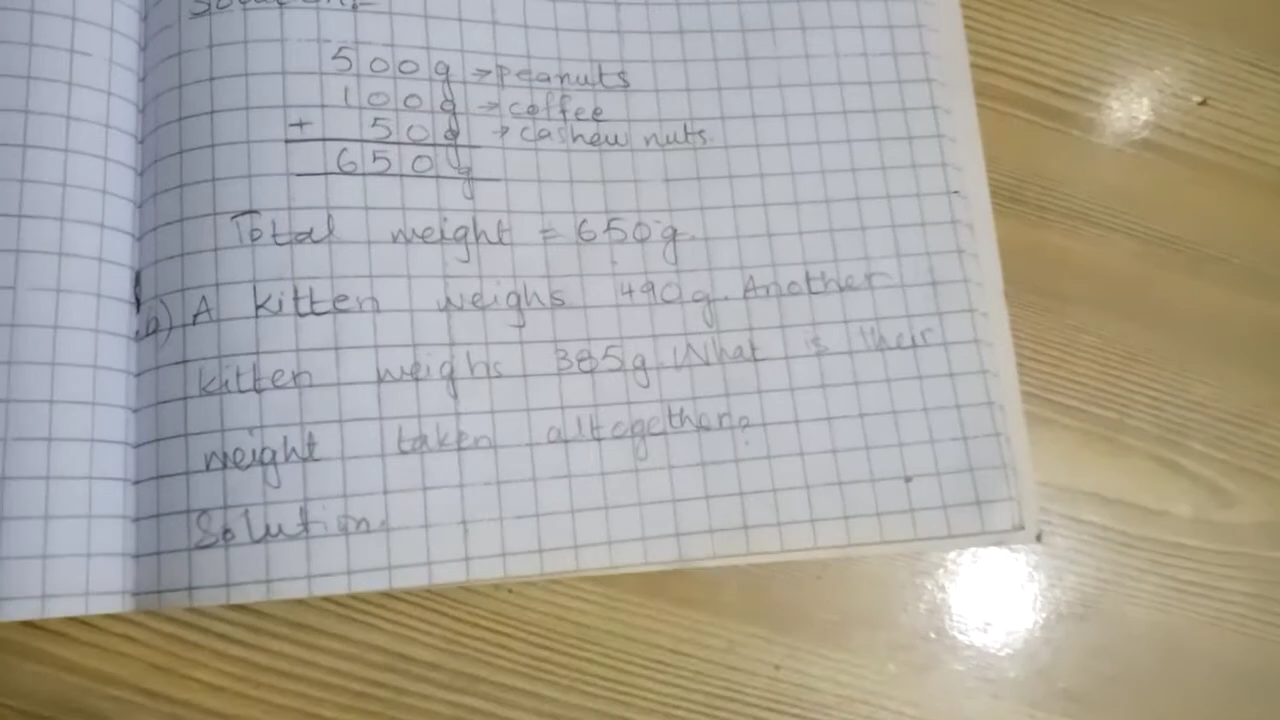 Solution:-
500g → Peanuts
100g → coffee
+ 50g → cashew nuts.
650g
Total weight = 650g.
b) A kitten weighs 490g. Another
kitten weighs 385g. What is their
weight taken altogether?
Solution.